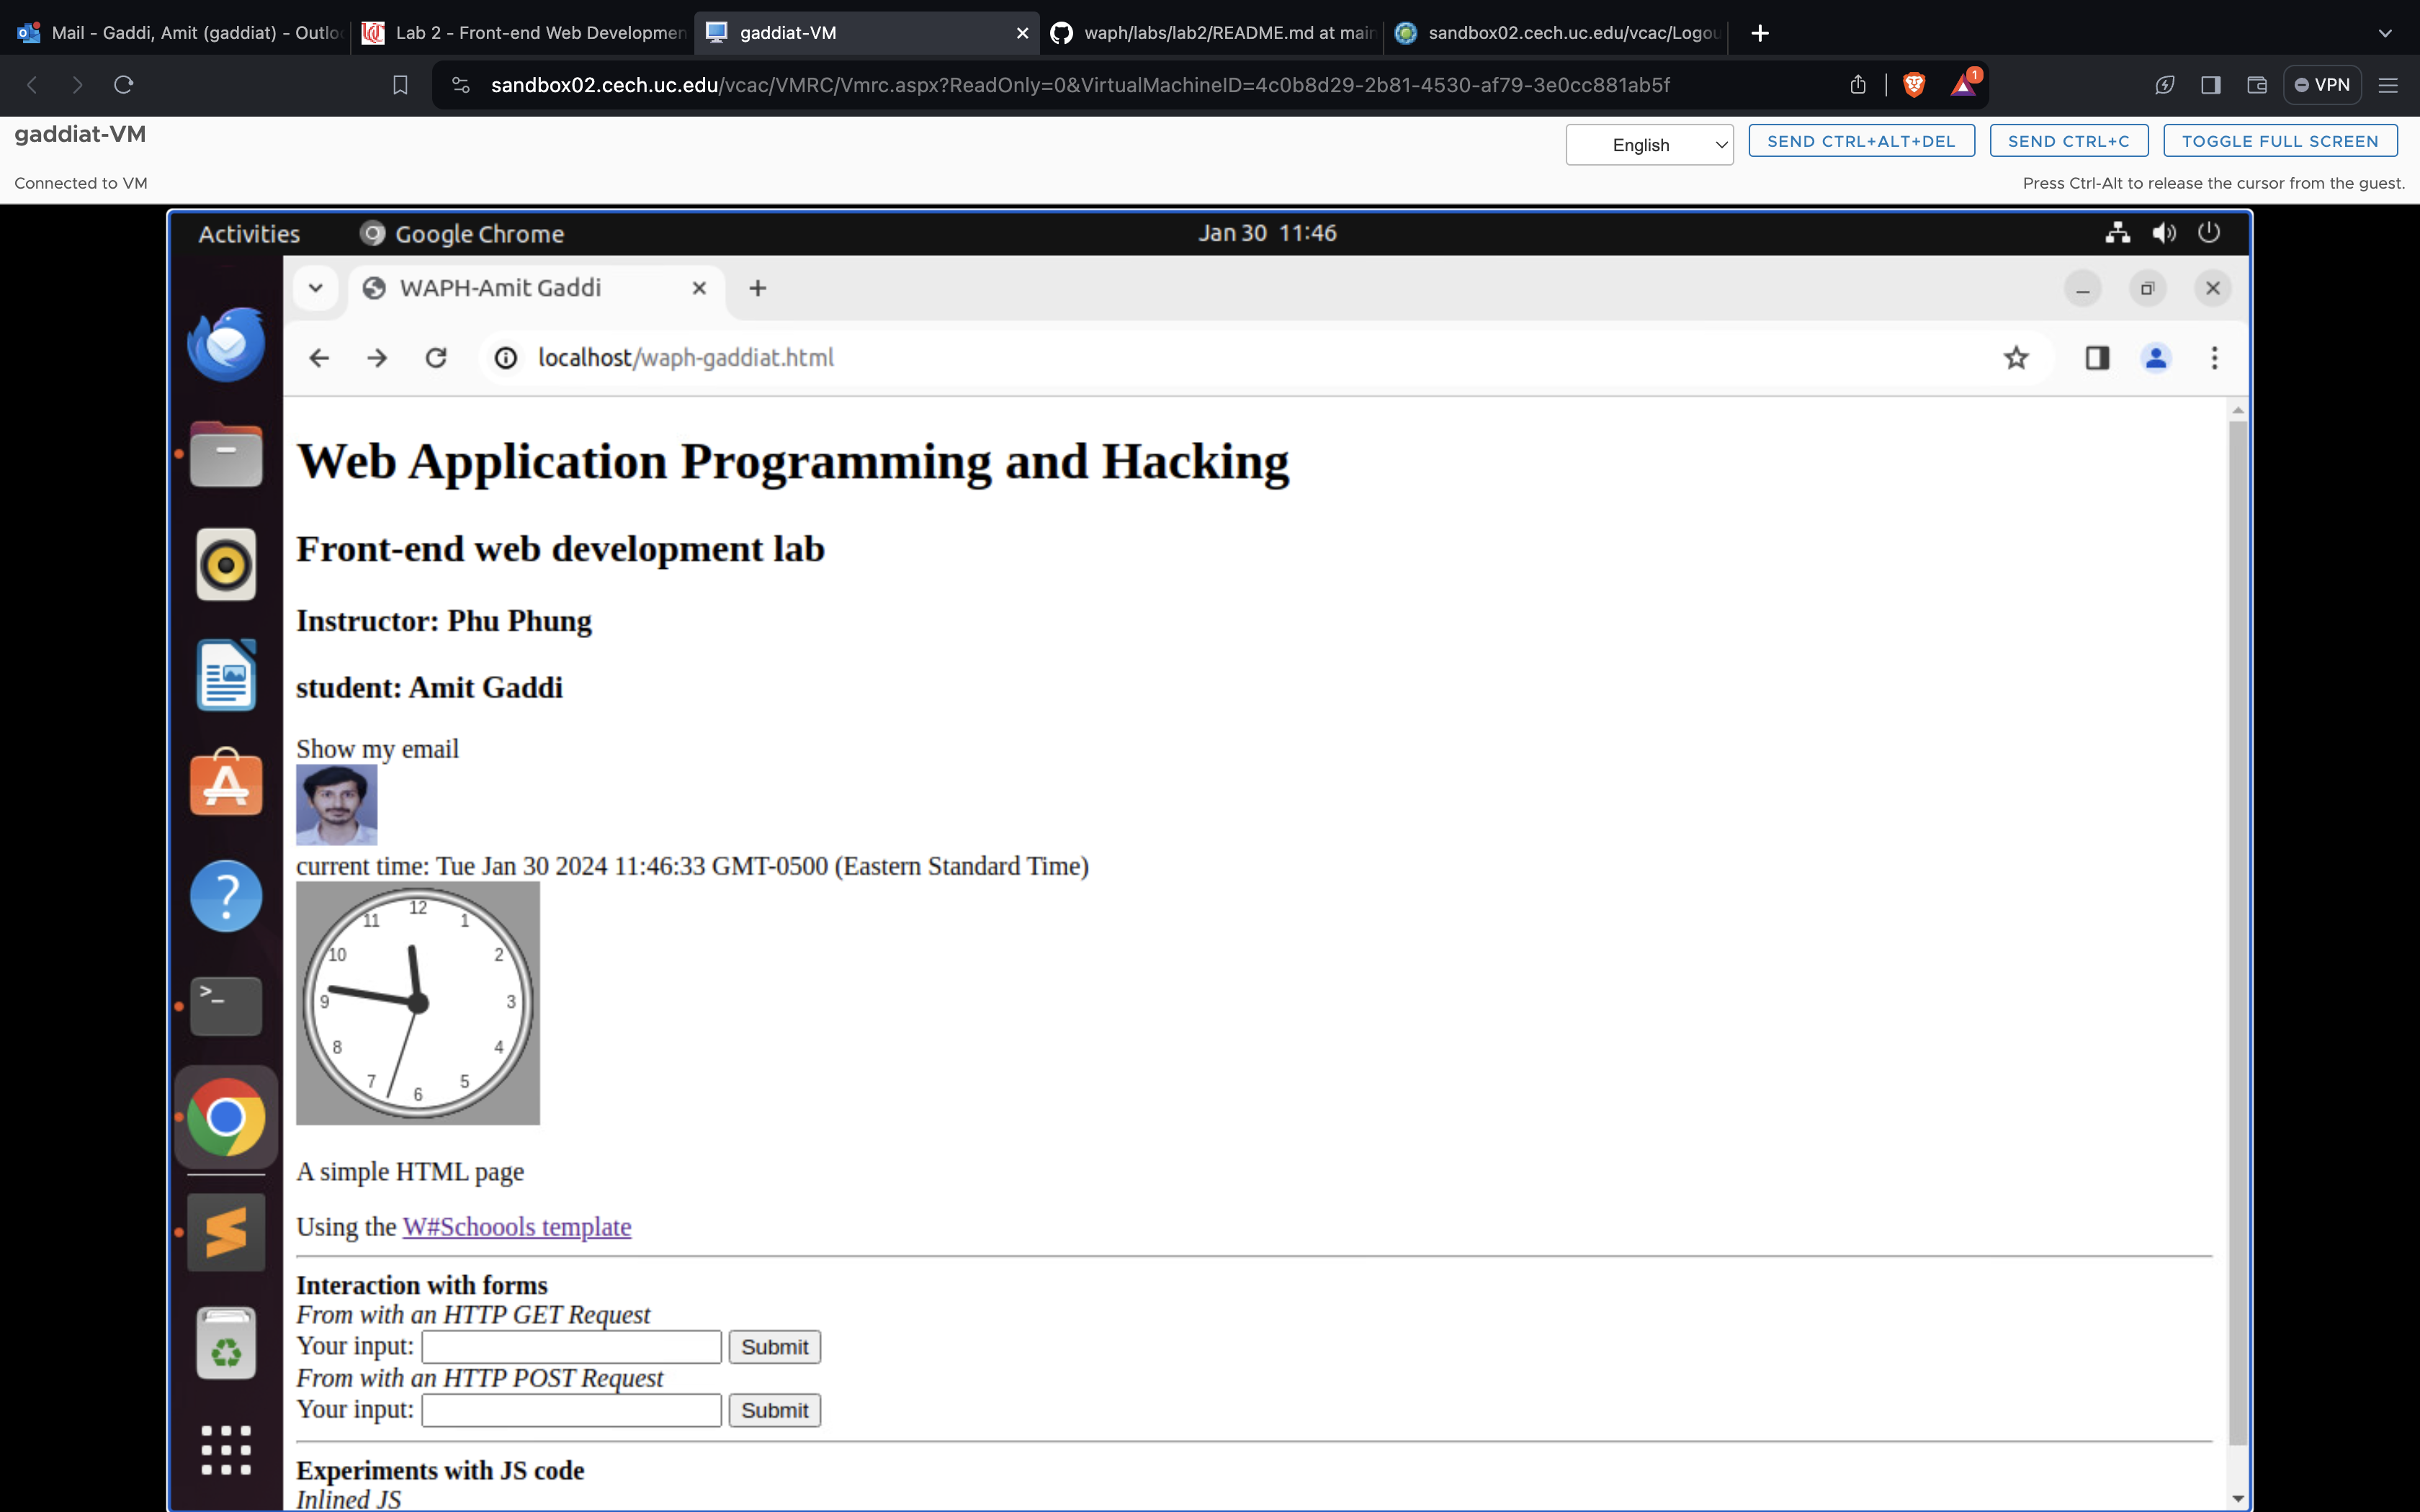 Mail - Gaddi, Amit (gaddiat) - Outlo
Lab 2 - Front-end Web Developmen
gaddiat-VM
waph/labs/lab2/README.md at main
sandbox02.cech.uc.edu/vcac/Logou
sandbox02.cech.uc.edu/vcac/VMRC/Vmrc.aspx?ReadOnly=0&VirtualMachineID=4c0b8d29-2b81-4530-af79-3e0cc881ab5f
1
VPN
gaddiat-VM
English
SEND CTRL+ALT+DEL
SEND CTRL+C
TOGGLE FULL SCREEN
Connected to VM
Press Ctrl-Alt to release the cursor from the guest.
Activities
Google Chrome
Jan 30 11:46
WAPH-Amit Gaddi
localhost/waph-gaddiat.html
Web Application Programming and Hacking
Front-end web development lab
Instructor: Phu Phung
student: Amit Gaddi
Show my email
current time: Tue Jan 30 2024 11:46:33 GMT-0500 (Eastern Standard Time)
12
11 1
10 2
9 3
8 4
7 5
6
A simple HTML page
Using the W#Schoools template
Interaction with forms
From with an HTTP GET Request
Your input: Submit
From with an HTTP POST Request
Your input: Submit
Experiments with JS code
Inlined JS